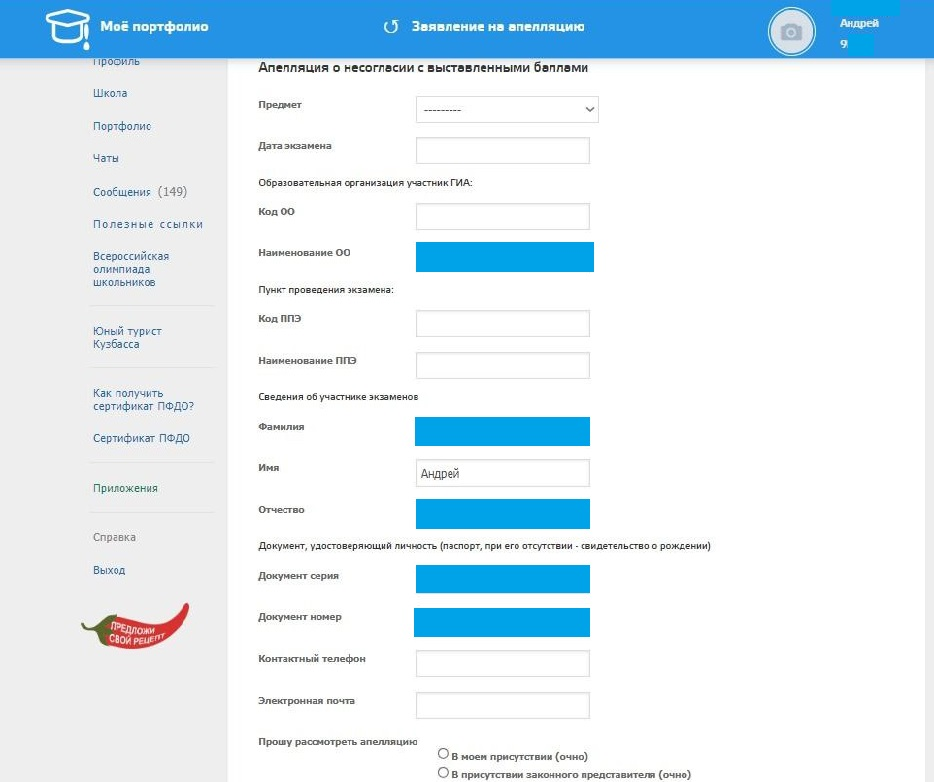 Моё портфолио
Заявление на апелляцию
Андрей
9
Профиль
Школа
Портфолио
Чаты
Сообщения (149)
Полезные ссылки
Всероссийская
олимпиада
школьников
Юный турист
Кузбасса
Как получить
сертификат ПФДО?
Сертификат ПФДО
Приложения
Справка
Выход
ПРЕДЛОЖИ
СВОЙ РЕЦЕПТ
Апелляция о несогласии с выставленными баллами
Предмет
---------
Дата экзамена
Образовательная организация участник ГИА:
Код ОО
Наименование ОО
Пункт проведения экзамена:
Код ППЭ
Наименование ППЭ
Сведения об участнике экзаменов
Фамилия
Имя
Андрей
Отчество
Документ, удостоверяющий личность (паспорт, при его отсутствии - свидетельство о рождении)
Документ серия
Документ номер
Контактный телефон
Электронная почта
Прошу рассмотреть апелляцию
В моем присутствии (очно)
В присутствии законного представителя (очно)